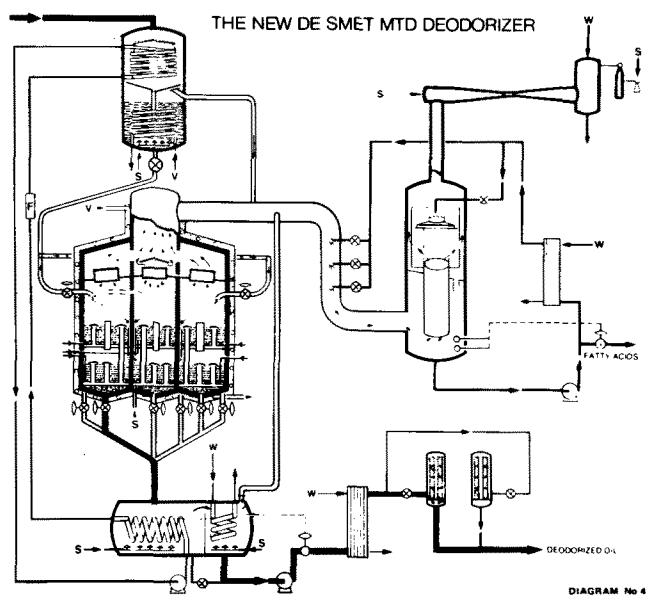 THE NEW DE SMET MTD DEODORIZER
W
S
S
S
V
F
V
W
FATTY ACIDS
S
W
W
S
S
DEODORIZED OIL
DIAGRAM No 4